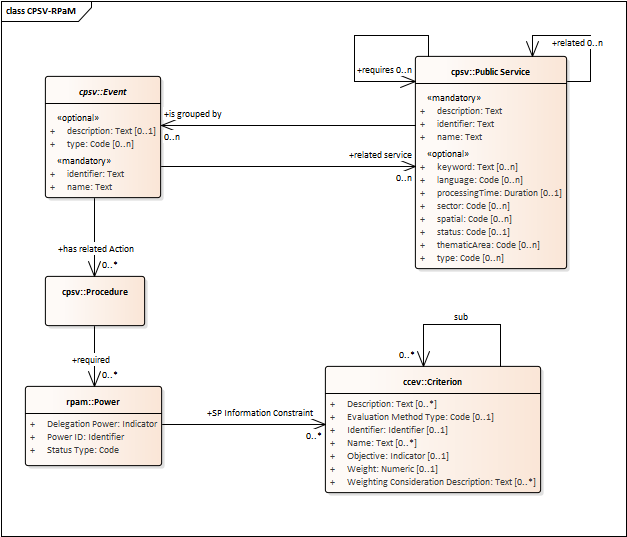 class CPSV-RPaM
cpsv::Event
«optional»
+ description: Text [0..1]
+ type: Code [0..n]
«mandatory»
+ identifier: Text
+ name: Text
+is grouped by
0..n
+related service
0..n
+requires 0..n
+related 0..n
cpsv::Public Service
«mandatory»
+ description: Text
+ identifier: Text
+ name: Text
«optional»
+ keyword: Text [0..n]
+ language: Code [0..n]
+ processingTime: Duration [0..1]
+ sector: Code [0..n]
+ spatial: Code [0..n]
+ status: Code [0..1]
+ thematicArea: Code [0..n]
+ type: Code [0..n]
+has related Action
0..*
cpsv::Procedure
+required
0..*
rpam::Power
+ Delegation Power: Indicator
+ Power ID: Identifier
+ Status Type: Code
+SP Information Constraint
0..*
sub
0..*
ccev::Criterion
+ Description: Text [0..*]
+ Evaluation Method Type: Code [0..1]
+ Identifier: Identifier [0..1]
+ Name: Text [0..*]
+ Objective: Indicator [0..1]
+ Weight: Numeric [0..1]
+ Weighting Consideration Description: Text [0..*]